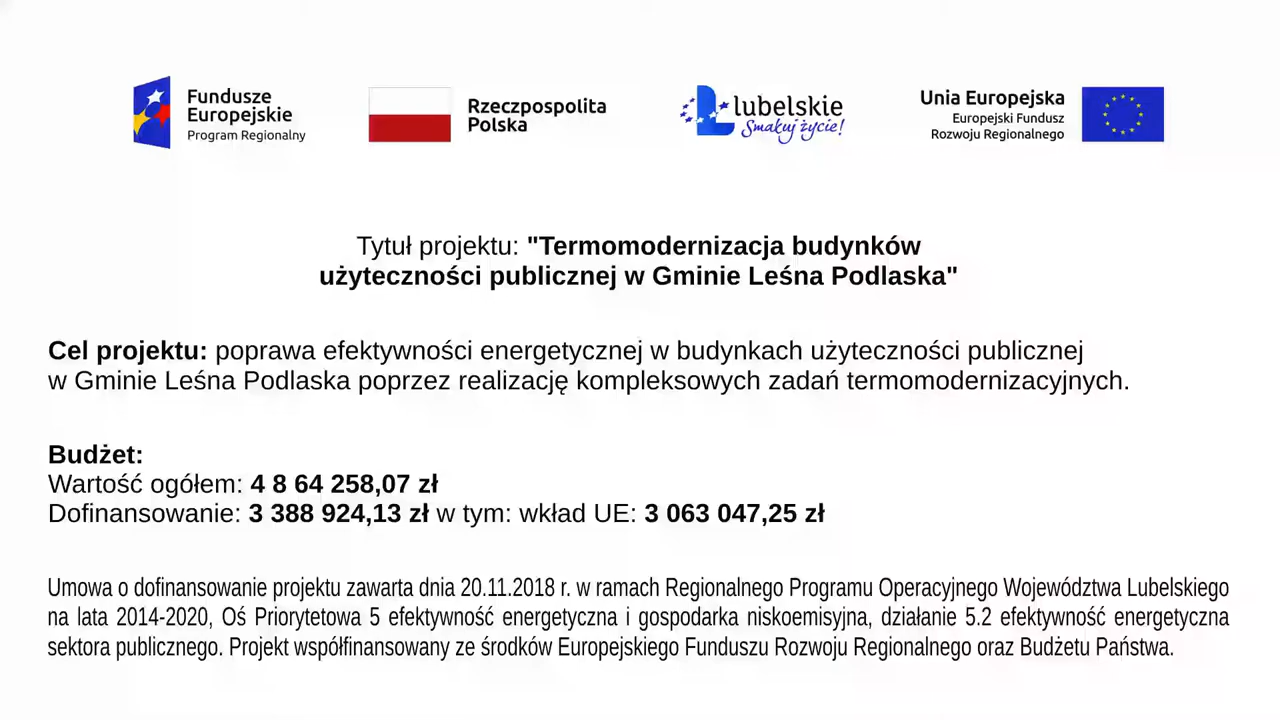 Fundusze
Europejskie
Program Regionalny
Rzeczpospolita
Polska
lubelskie
Smakuj życie!
Unia Europejska
Europejski Fundusz
Rozwoju Regionalnego
Tytuł projektu: "Termomodernizacja budynków
użyteczności publicznej w Gminie Leśna Podlaska"
Cel projektu: poprawa efektywności energetycznej w budynkach użyteczności publicznej
w Gminie Leśna Podlaska poprzez realizację kompleksowych zadań termomodernizacyjnych.
Budżet:
Wartość ogółem: 4 8 64 258,07 zł
Dofinansowanie: 3 388 924,13 zł w tym: wkład UE: 3 063 047,25 zł
Umowa o dofinansowanie projektu zawarta dnia 20.11.2018 r. w ramach Regionalnego Programu Operacyjnego Województwa Lubelskiego
na lata 2014-2020, Oś Priorytetowa 5 efektywność energetyczna i gospodarka niskoemisyjna, działanie 5.2 efektywność energetyczna
sektora publicznego. Projekt współfinansowany ze środków Europejskiego Funduszu Rozwoju Regionalnego oraz Budżetu Państwa.